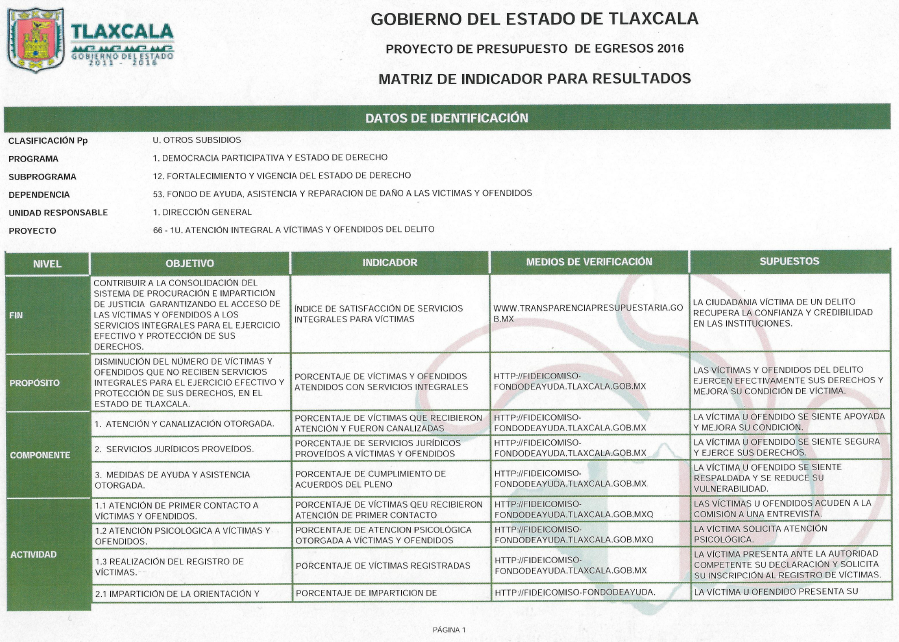 TLAXCALA
GOBIERNO DEL ESTADO
2011 - 2016
GOBIERNO DEL ESTADO DE TLAXCALA
PROYECTO DE PRESUPUESTO DE EGRESOS 2016
MATRIZ DE INDICADOR PARA RESULTADOS
DATOS DE IDENTIFICACIÓN
CLASIFICACIÓN Pp U. OTROS SUBSIDIOS
PROGRAMA 1. DEMOCRACIA PARTICIPATIVA Y ESTADO DE DERECHO
SUBPROGRAMA 12. FORTALECIMIENTO Y VIGENCIA DEL ESTADO DE DERECHO
DEPENDENCIA 53. FONDO DE AYUDA, ASISTENCIA Y REPARACION DE DAÑO A LAS VICTIMAS Y OFENDIDOS
UNIDAD RESPONSABLE 1. DIRECCIÓN GENERAL
PROYECTO 66 - 1U. ATENCIÓN INTEGRAL A VÍCTIMAS Y OFENDIDOS DEL DELITO
NIVEL OBJETIVO INDICADOR MEDIOS DE VERIFICACIÓN SUPUESTOS
FIN
CONTRIBUIR A LA CONSOLIDACIÓN DEL
SISTEMA DE PROCURACIÓN E IMPARTICIÓN
DE JUSTICIA GARANTIZANDO EL ACCESO DE
LAS VÍCTIMAS Y OFENDIDOS A LOS
SERVICIOS INTEGRALES PARA EL EJERCICIO
EFECTIVO Y PROTECCIÓN DE SUS
DERECHOS.
ÍNDICE DE SATISFACCIÓN DE SERVICIOS
INTEGRALES PARA VÍCTIMAS
WWW.TRANSPARENCIAPRESUPUESTARIA.GO
B.MX
LA CIUDADANIA VÍCTIMA DE UN DELITO
RECUPERA LA CONFIANZA Y CREDIBILIDAD
EN LAS INSTITUCIONES.
PROPÓSITO
DISMINUCIÓN DEL NÚMERO DE VÍCTIMAS Y
OFENDIDOS QUE NO RECIBEN SERVICIOS
INTEGRALES PARA EL EJERCICIO EFECTIVO Y
PROTECCIÓN DE SUS DERECHOS, EN EL
ESTADO DE TLAXCALA.
PORCENTAJE DE VÍCTIMAS Y OFENDIDOS
ATENDIDOS CON SERVICIOS INTEGRALES
HTTP://FIDEICOMISO-
FONDODEAYUDA.TLAXCALA.GOB.MX
LAS VÍCTIMAS Y OFENDIDOS DEL DELITO
EJERCEN EFECTIVAMENTE SUS DERECHOS Y
MEJORA SU CONDICIÓN DE VÍCTIMA.
COMPONENTE
1. ATENCIÓN Y CANALIZACIÓN OTORGADA.
PORCENTAJE DE VÍCTIMAS QUE RECIBIERON
ATENCIÓN Y FUERON CANALIZADAS
HTTP://FIDEICOMISO-
FONDODEAYUDA.TLAXCALA.GOB.MX
LA VÍCTIMA U OFENDIDO SE SIENTE APOYADA
Y MEJORA SU CONDICIÓN.
2. SERVICIOS JURÍDICOS PROVEÍDOS.
PORCENTAJE DE SERVICIOS JURÍDICOS
PROVEÍDOS A VÍCTIMAS Y OFENDIDOS
HTTP://FIDEICOMISO-
FONDODEAYUDA.TLAXCALA.GOB.MX
LA VÍCTIMA U OFENDIDO SE SIENTE SEGURA
Y EJERCE SUS DERECHOS.
3. MEDIDAS DE AYUDA Y ASISTENCIA
OTORGADA.
PORCENTAJE DE CUMPLIMIENTO DE
ACUERDOS DEL PLENO
HTTP://FIDEICOMISO-
FONDODEAYUDA.TLAXCALA.GOB.MX
LA VÍCTIMA U OFENDIDO SE SIENTE
RESPALDADA Y SE REDUCE SU
VULNERABILIDAD.
ACTIVIDAD
1.1 ATENCIÓN DE PRIMER CONTACTO A
VÍCTIMAS Y OFENDIDOS.
PORCENTAJE DE VÍCTIMAS QEU RECIBIERON
ATENCIÓN DE PRIMER CONTACTO
HTTP://FIDEICOMISO-
FONDODEAYUDA.TLAXCALA.GOB.MXQ
LAS VÍCTIMAS U OFENDIDOS ACUDEN A LA
COMISIÓN A UNA ENTREVISTA.
1.2 ATENCIÓN PSICOLÓGICA A VÍCTIMAS Y
OFENDIDOS.
PORCENTAJE DE ATENCION PSICOLÓGICA
OTORGADA A VÍCTIMAS Y OFENDIDOS
HTTP://FIDEICOMISO-
FONDODEAYUDA.TLAXCALA.GOB.MXQ
LA VÍCTIMA SOLICITA ATENCIÓN
PSICOLÓGICA.
1.3 REALIZACIÓN DEL REGISTRO DE
VÍCTIMAS.
PORCENTAJE DE VÍCTIMAS REGISTRADAS
HTTP://FIDEICOMISO-
FONDODEAYUDA.TLAXCALA.GOB.MX
LA VÍCTIMA PRESENTA ANTE LA AUTORIDAD
COMPETENTE SU DECLARACIÓN Y SOLICITA
SU INSCRIPCIÓN AL REGISTRO DE VÍCTIMAS.
2.1 IMPARTICIÓN DE LA ORIENTACIÓN Y
PORCENTAJE DE IMPARTICION DE
HTTP://FIDEICOMISO-FONDODEAYUDA.
LA VÍCTIMA U OFENDIDO PRESENTA SU
PÁGINA 1